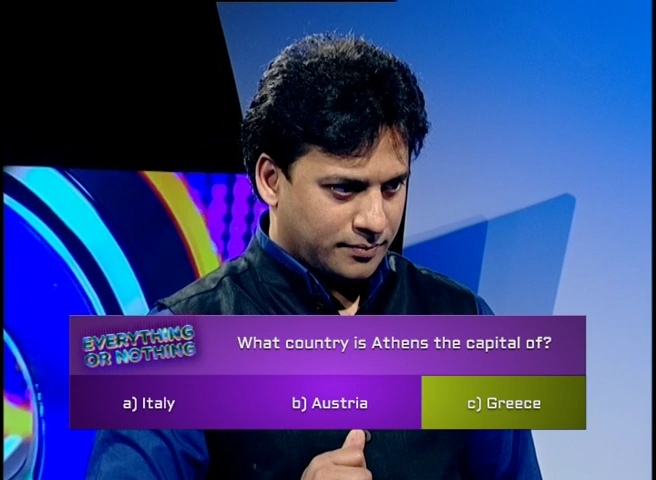 EVERYTHING
OR NOTHING
What country is Athens the capital of?
a) Italy
b) Austria
c) Greece